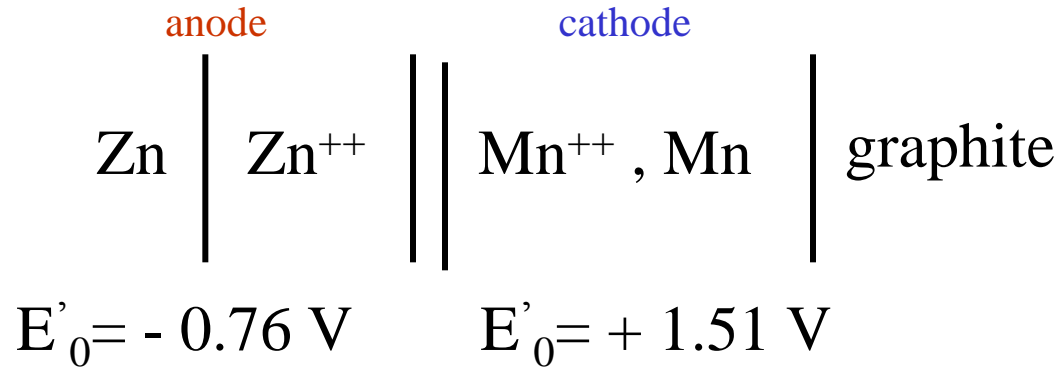 anode cathode
Zn | Zn⁺⁺ || Mn⁺⁺ , Mn | graphite
E’₀= - 0.76 V E’₀= + 1.51 V